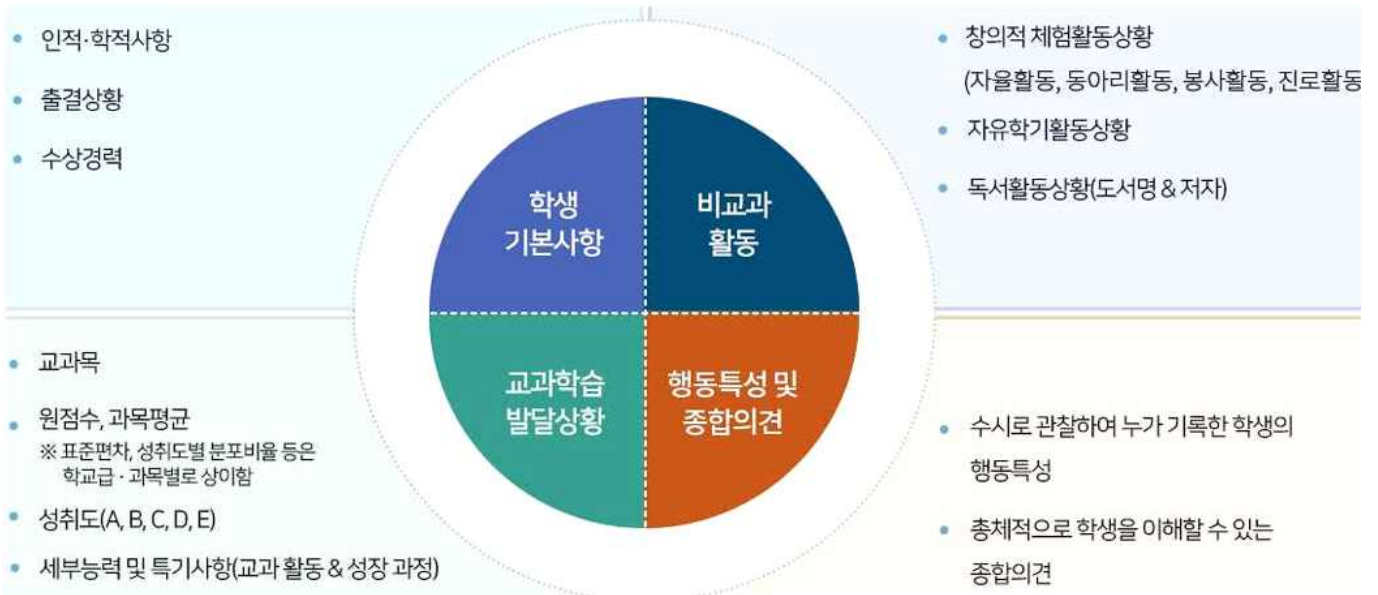 • 인적·학적사항
• 출결상황
• 수상경력
• 창의적 체험활동상황
(자율활동, 동아리활동, 봉사활동, 진로활동
• 자유학기활동상황
• 독서활동상황(도서명 & 저자)
학생
기본사항
비교과
활동
교과학습
발달상황
행동특성 및
종합의견
• 교과목
• 원점수, 과목평균
※ 표준편차, 성취도별 분포비율 등은
학교급·과목별로 상이함
• 성취도(A, B, C, D, E)
• 세부능력 및 특기사항(교과 활동 & 성장 과정)
• 수시로 관찰하여 누가 기록한 학생의
행동특성
• 총체적으로 학생을 이해할 수 있는
종합의견